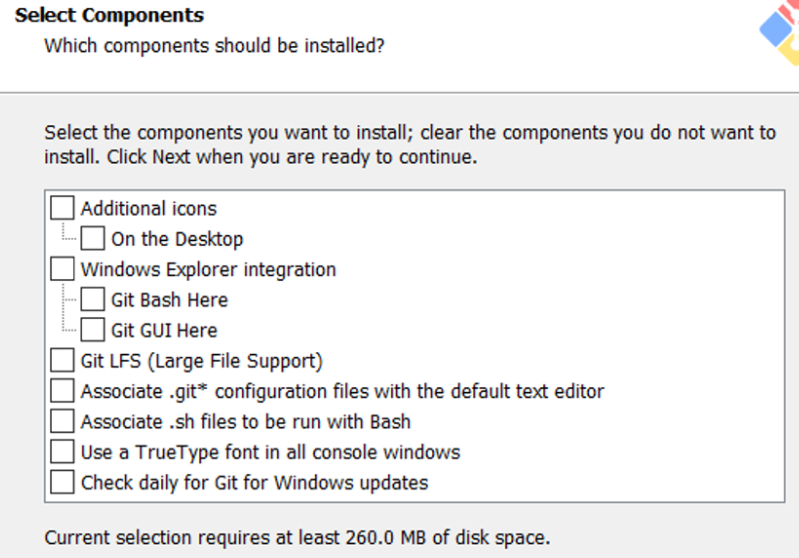 Select Components
Which components should be installed?
Select the components you want to install; clear the components you do not want to
install. Click Next when you are ready to continue.
Additional icons
On the Desktop
Windows Explorer integration
Git Bash Here
Git GUI Here
Git LFS (Large File Support)
Associate .git* configuration files with the default text editor
Associate .sh files to be run with Bash
Use a TrueType font in all console windows
Check daily for Git for Windows updates
Current selection requires at least 260.0 MB of disk space.